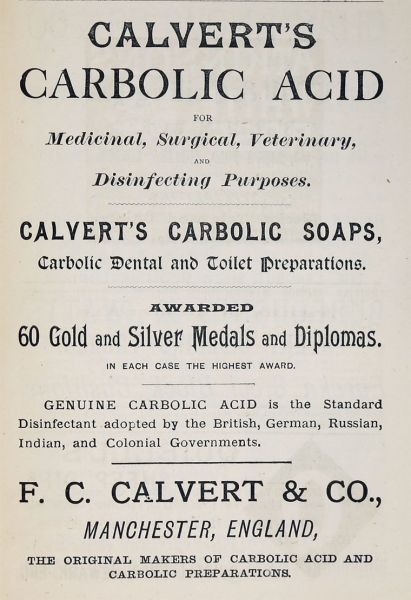 CALVERT'S
CARBOLIC ACID
FOR
Medicinal, Surgical, Veterinary,
AND
Disinfecting Purposes.
CALVERT'S CARBOLIC SOAPS,
Carbolic Dental and Toilet Preparations.
AWARDED
60 Gold and Silver Medals and Diplomas.
IN EACH CASE THE HIGHEST AWARD.
GENUINE CARBOLIC ACID is the Standard
Disinfectant adopted by the British, German, Russian,
Indian, and Colonial Governments.
F. C. CALVERT & CO.,
MANCHESTER, ENGLAND,
THE ORIGINAL MAKERS OF CARBOLIC ACID AND
CARBOLIC PREPARATIONS.